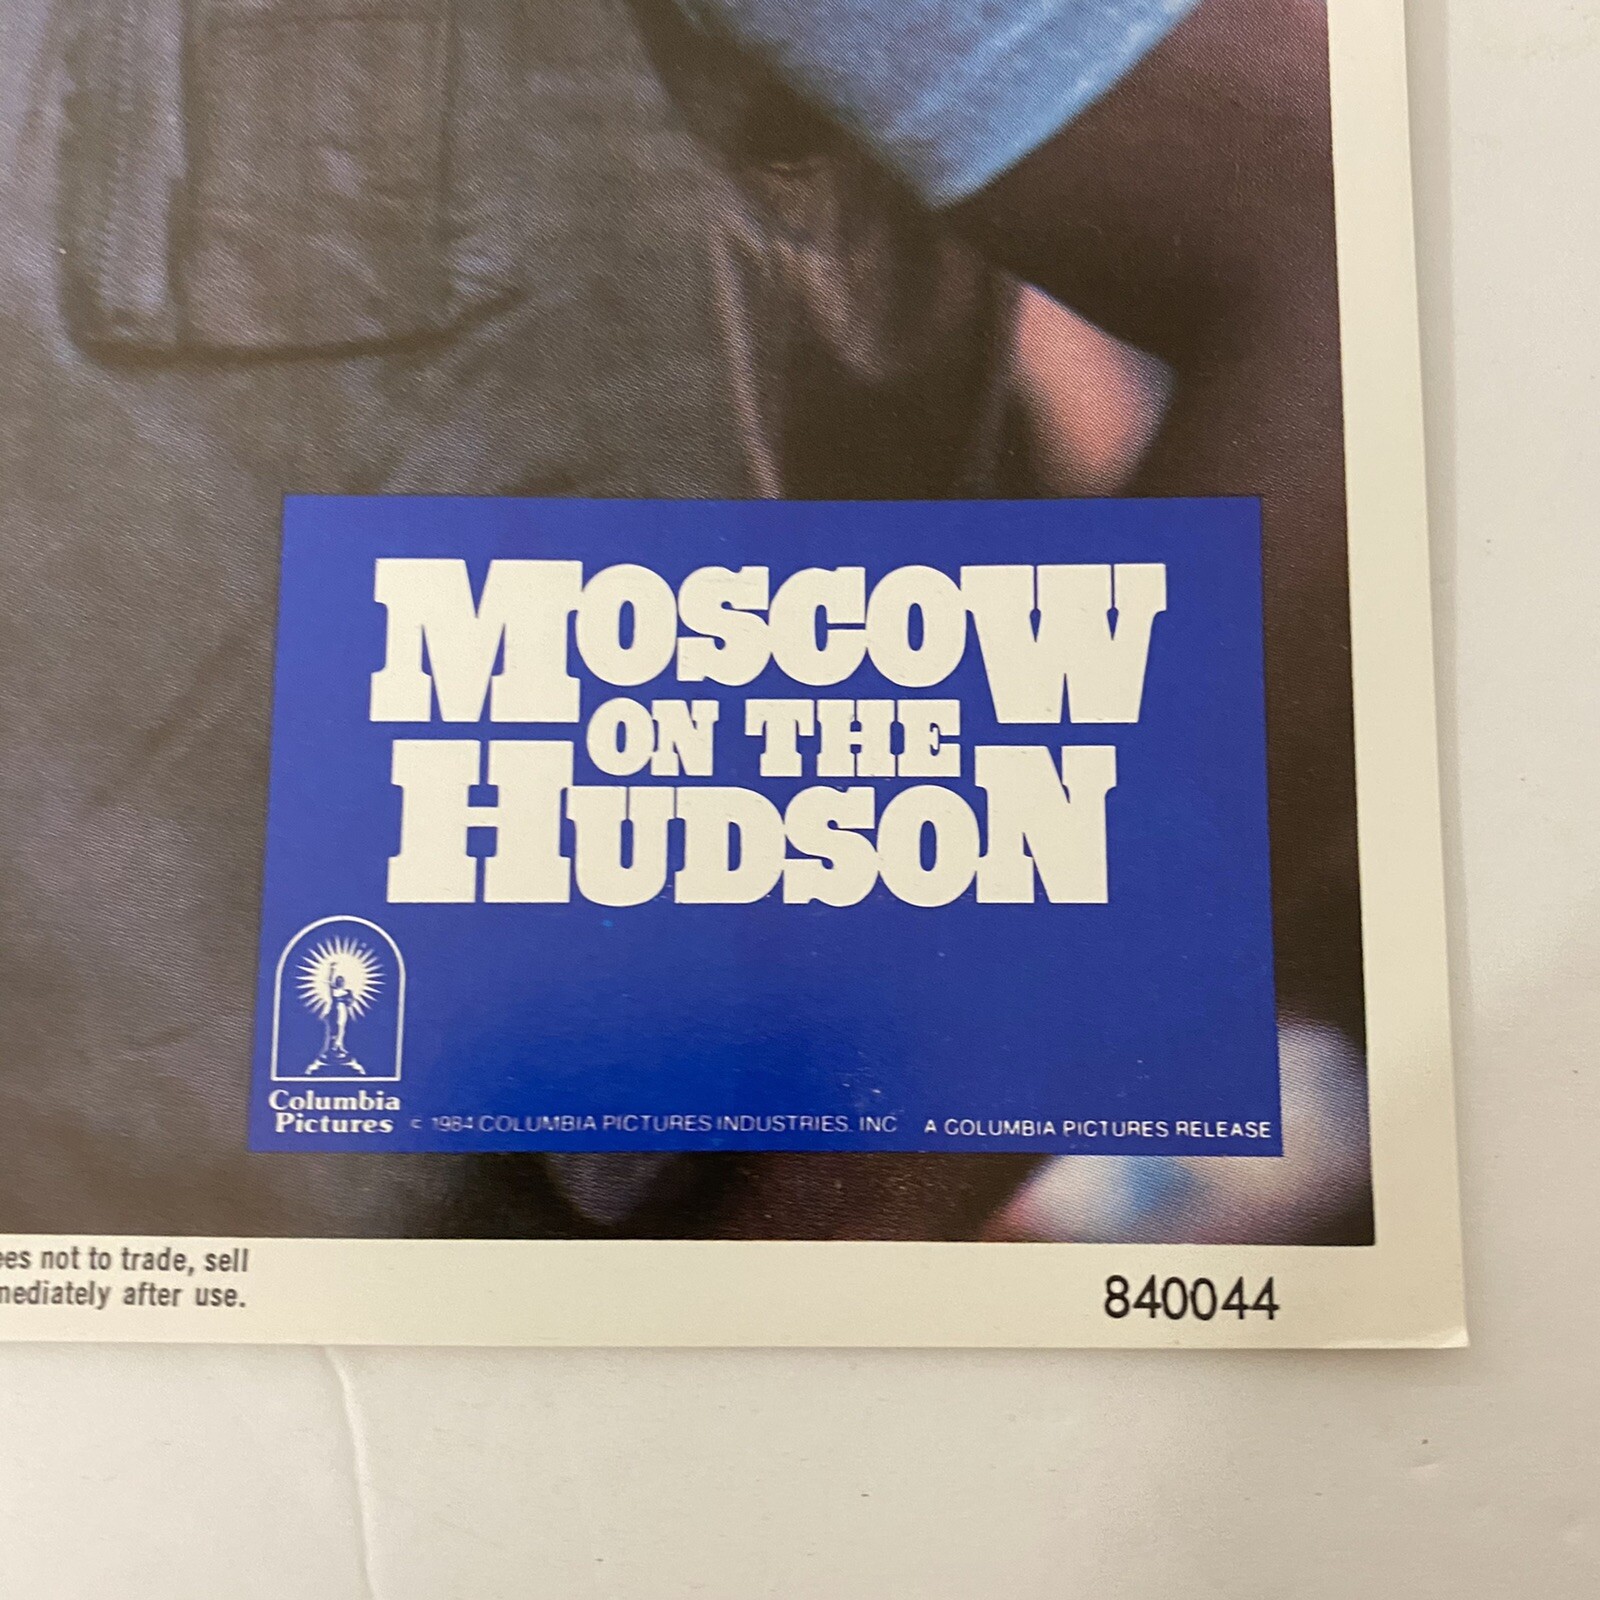 MOSCOW
ON THE
HUDSON
Columbia
Pictures
© 1984 COLUMBIA PICTURES INDUSTRIES, INC
A COLUMBIA PICTURES RELEASE
not to trade, sell
after use.
840044